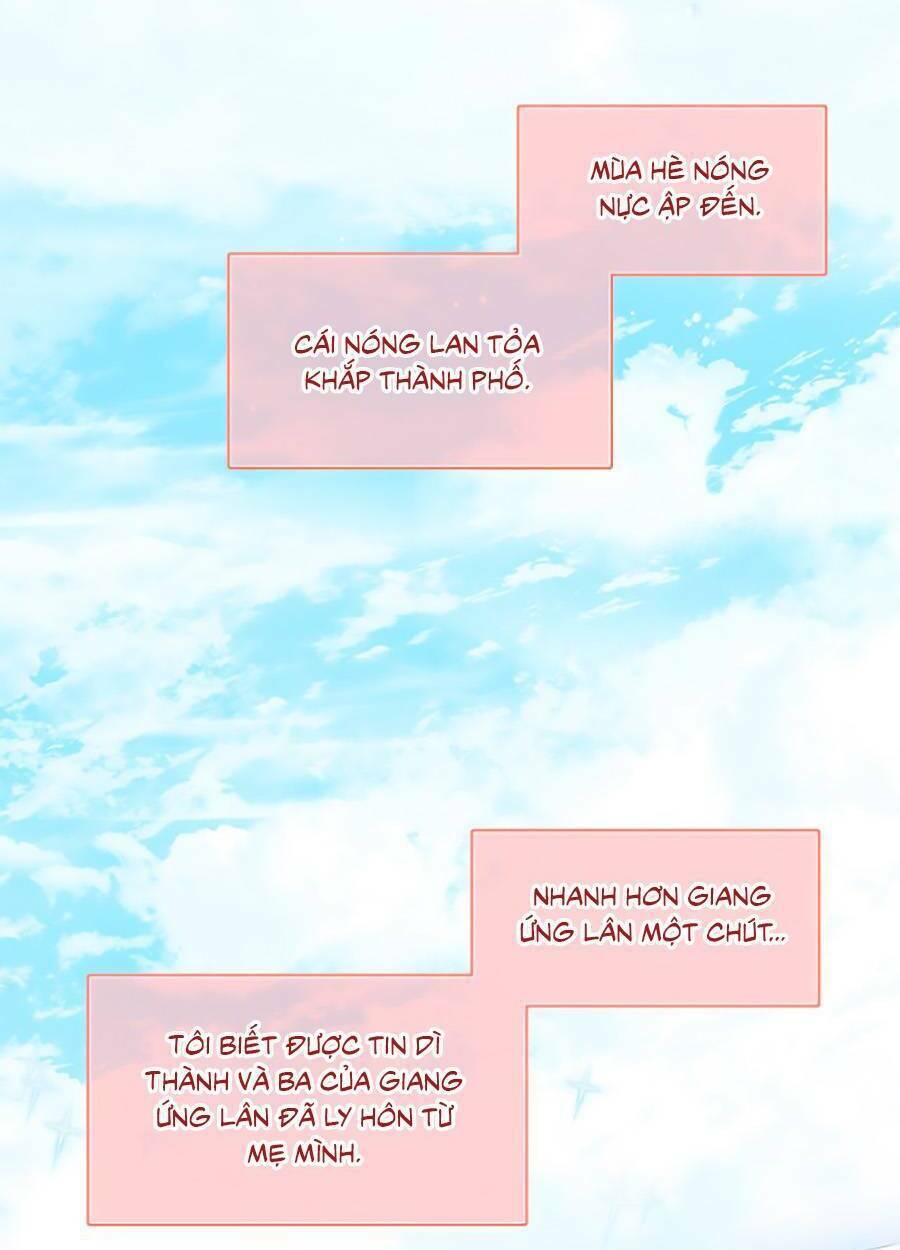 MÙA HÈ NÓNG
NỰC ẬP ĐẾN.
CÁI NÓNG LAN TỎA
KHẮP THÀNH PHỐ.
NHANH HƠN GIANG
ỨNG LÂN MỘT CHÚT...
TÔI BIẾT ĐƯỢC TIN DÌ
THÀNH VÀ BA CỦA GIANG
ỨNG LÂN ĐÃ LY HÔN TỪ
MẸ MÌNH.